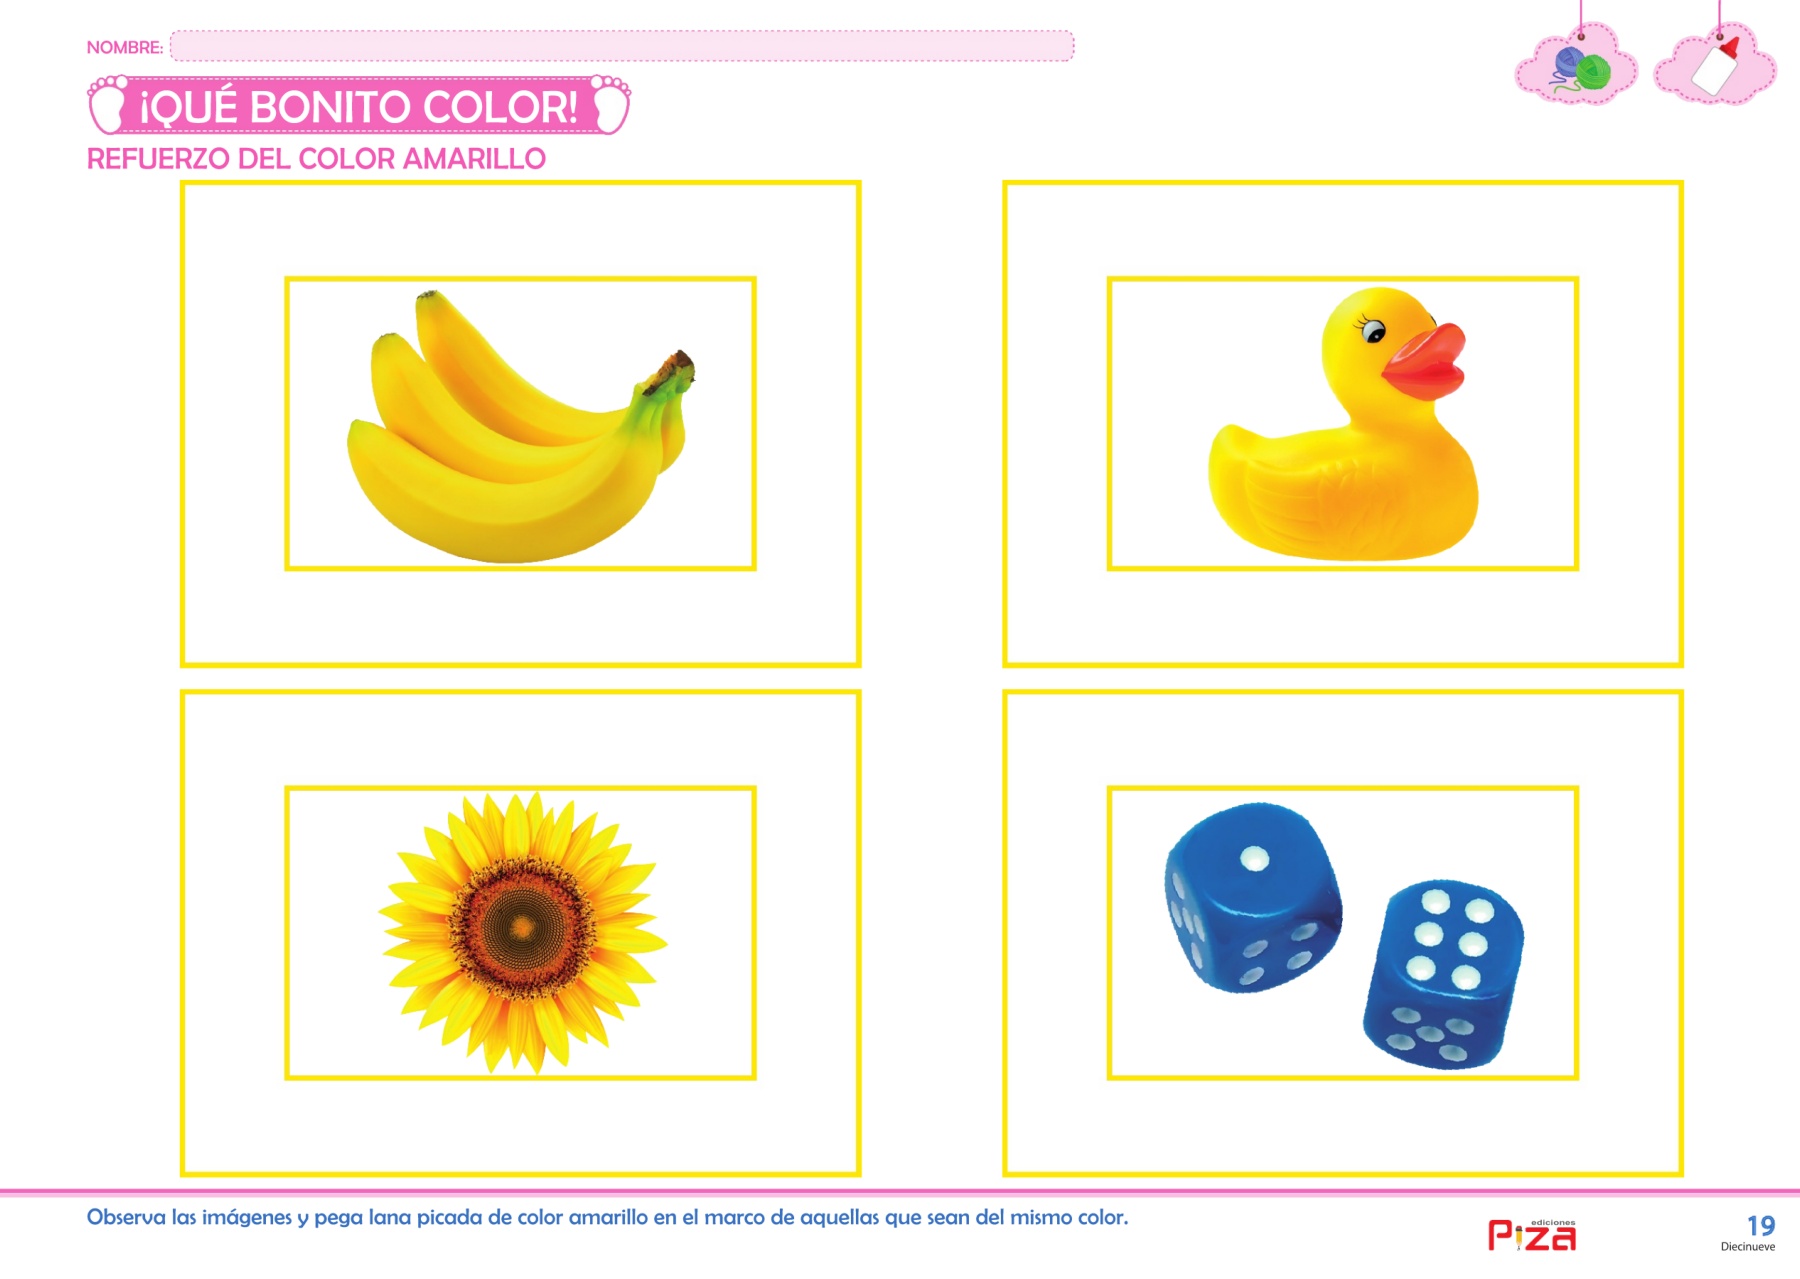 NOMBRE:
¡QUÉ BONITO COLOR!
REFUERZO DEL COLOR AMARILLO
Observa las imágenes y pega lana picada de color amarillo en el marco de aquellas que sean del mismo color.
ediciones
Piza
19
Diecinueve